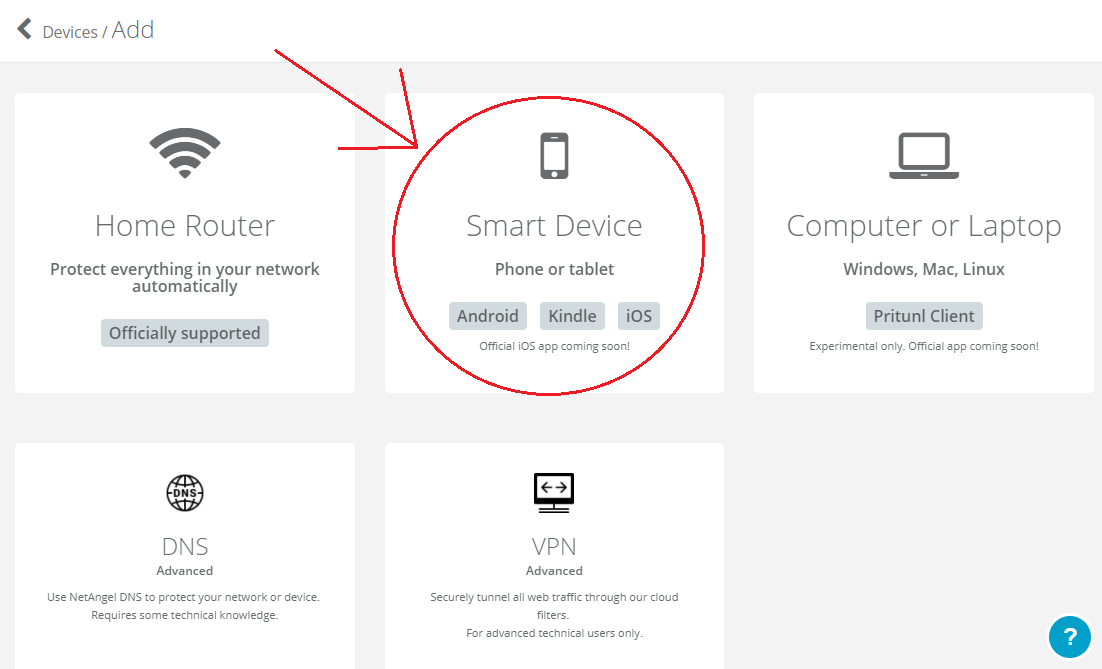 Devices / Add
Home Router
Protect everything in your network
automatically
Officially supported
Smart Device
Phone or tablet
Android Kindle iOS
Official iOS app coming soon!
Computer or Laptop
Windows, Mac, Linux
Pritunl Client
Experimental only. Official app coming soon!
DNS
DNS
Advanced
Use NetAngel DNS to protect your network or device.
Requires some technical knowledge.
VPN
Advanced
Securely tunnel all web traffic through our cloud
filters.
For advanced technical users only.
?